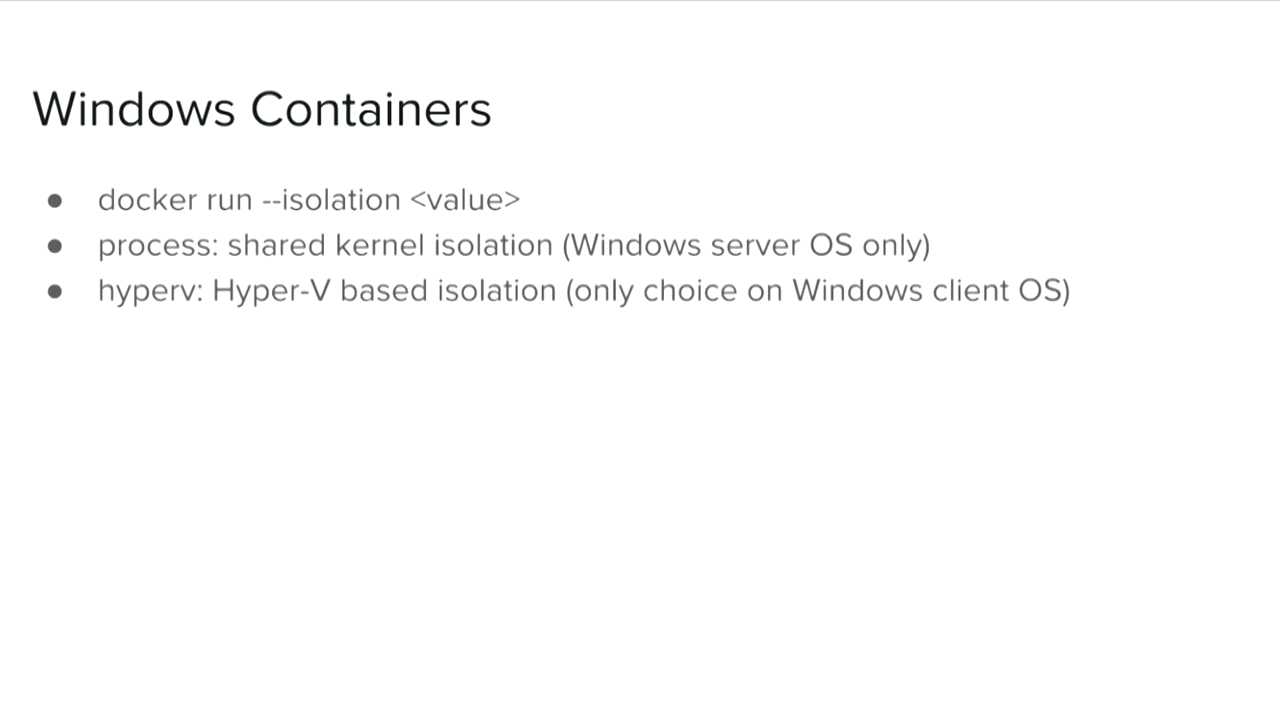 Windows Containers
● docker run --isolation <value>
● process: shared kernel isolation (Windows server OS only)
● hyperv: Hyper-V based isolation (only choice on Windows client OS)